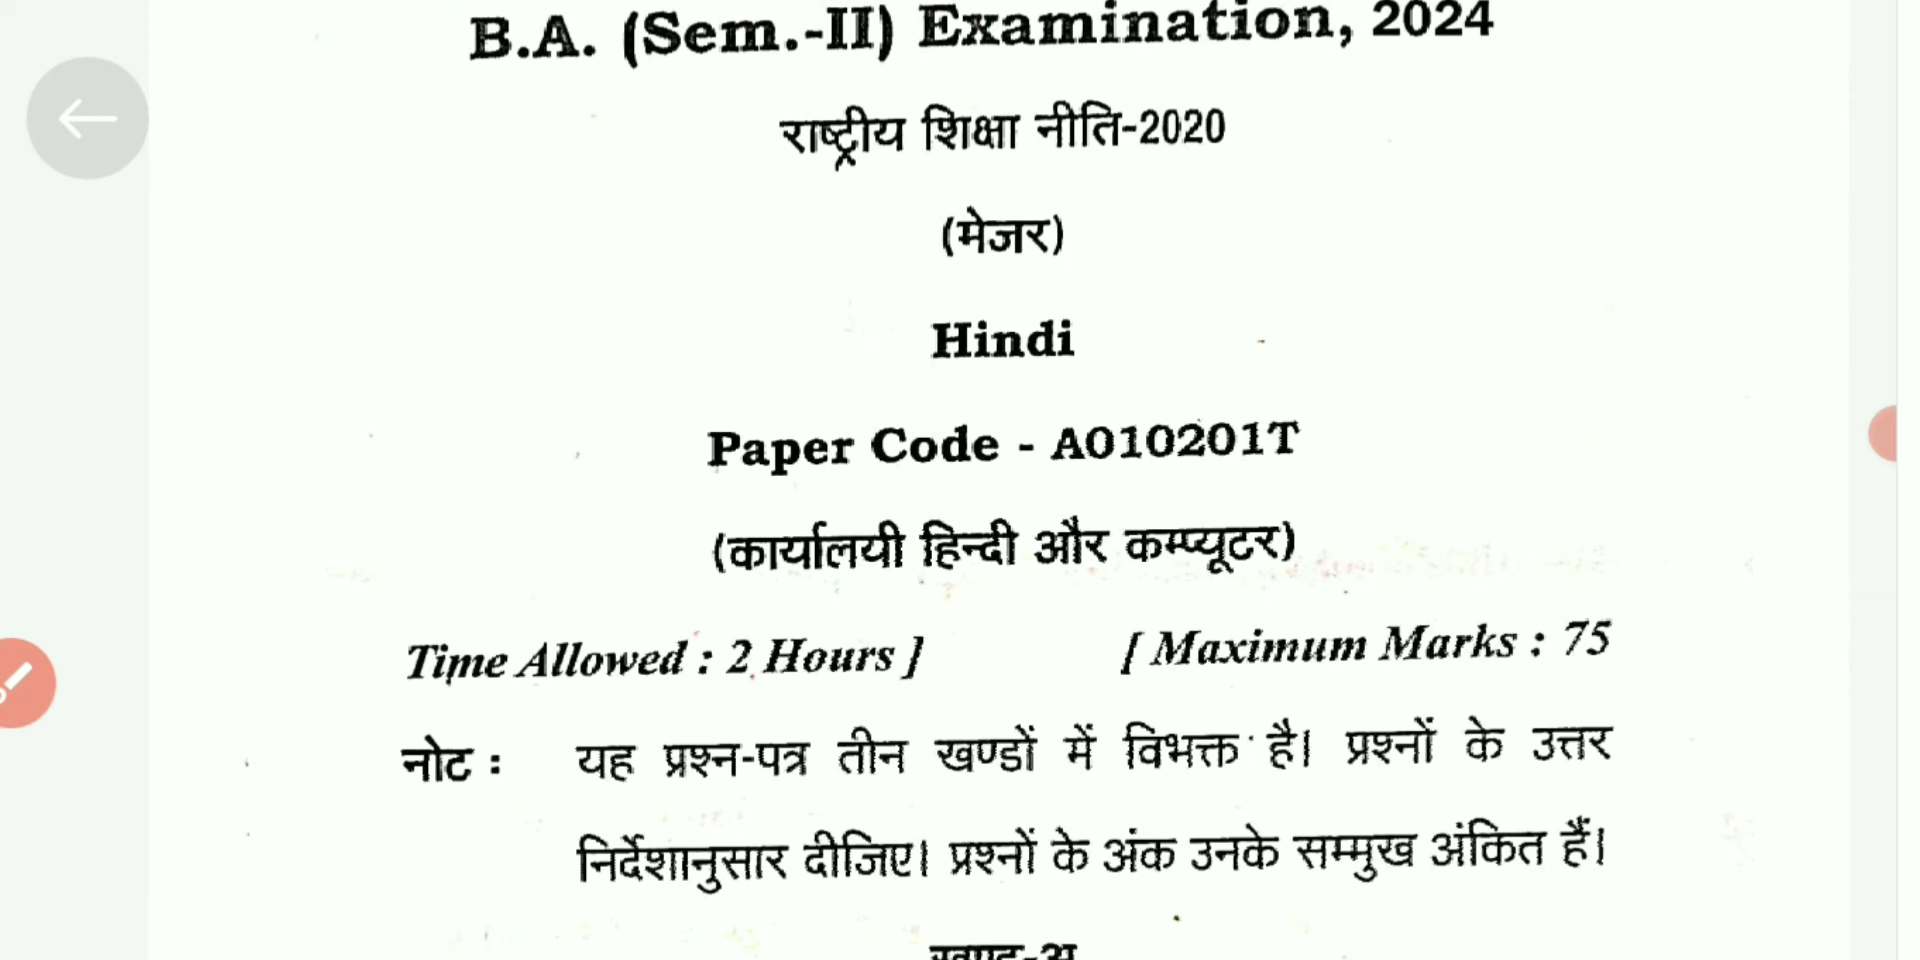 B.A. (Sem.-II) Examination, 2024
राष्ट्रीय शिक्षा नीति-2020
(मेजर)
Hindi
Paper Code - A010201T
(कार्यालयी हिन्दी और कम्प्यूटर)
Time Allowed : 2 Hours ] [ Maximum Marks : 75
नोट : यह प्रश्न-पत्र तीन खण्डों में विभक्त है। प्रश्नों के उत्तर
निर्देशानुसार दीजिए। प्रश्नों के अंक उनके सम्मुख अंकित हैं।
खण्ड-अ